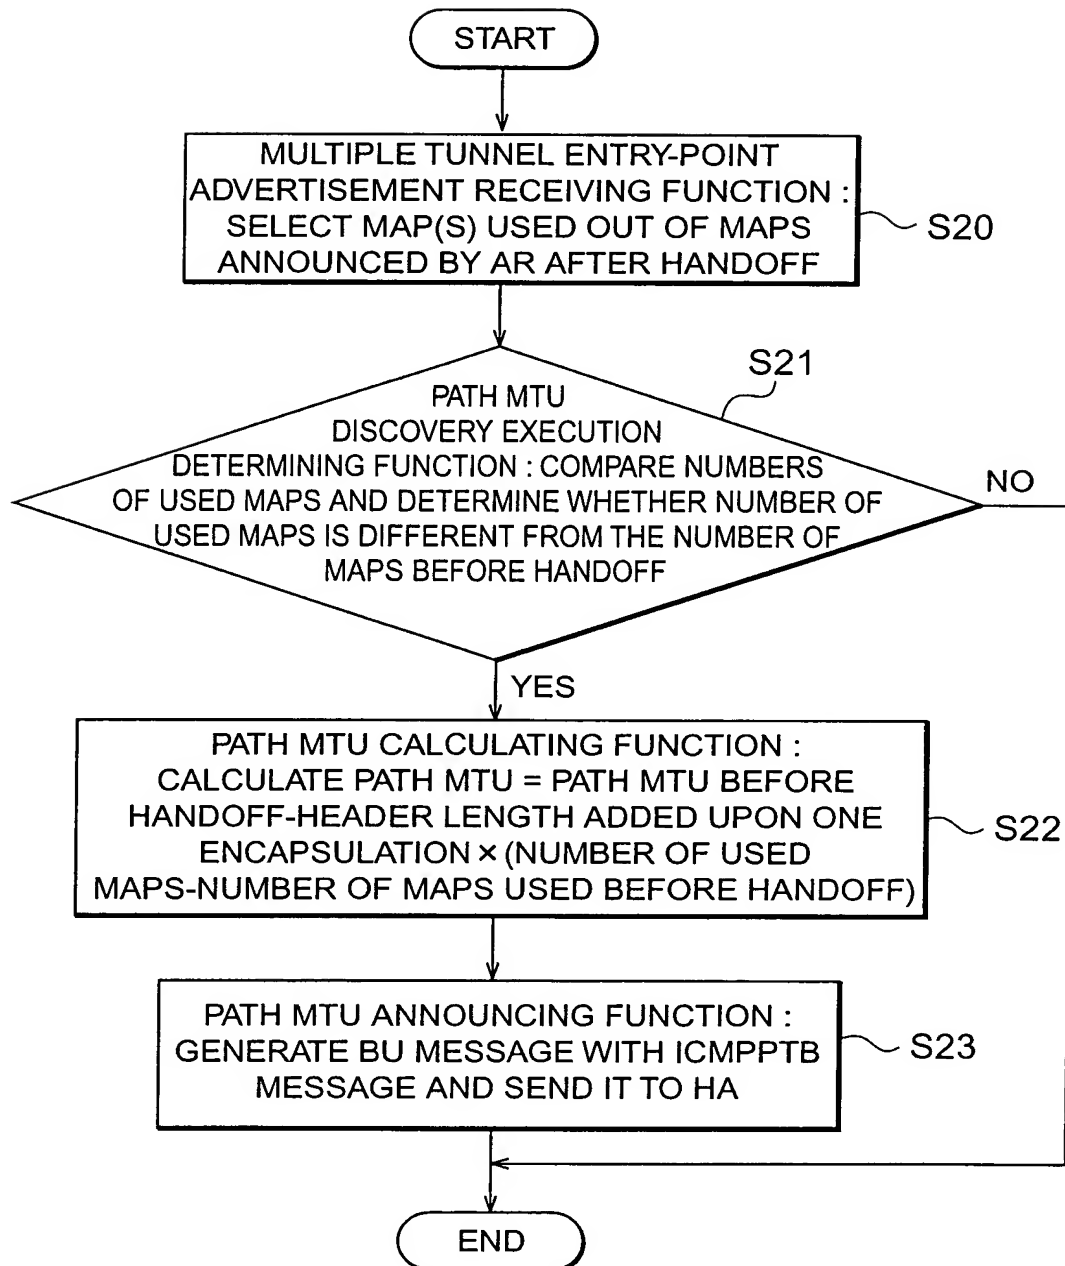 START
MULTIPLE TUNNEL ENTRY-POINT
ADVERTISEMENT RECEIVING FUNCTION :
SELECT MAP(S) USED OUT OF MAPS
ANNOUNCED BY AR AFTER HANDOFF
S20
S21
PATH MTU
DISCOVERY EXECUTION
DETERMINING FUNCTION : COMPARE NUMBERS
OF USED MAPS AND DETERMINE WHETHER NUMBER OF
USED MAPS IS DIFFERENT FROM THE NUMBER OF
MAPS BEFORE HANDOFF
NO
YES
PATH MTU CALCULATING FUNCTION :
CALCULATE PATH MTU = PATH MTU BEFORE
HANDOFF-HEADER LENGTH ADDED UPON ONE
ENCAPSULATION × (NUMBER OF USED
MAPS-NUMBER OF MAPS USED BEFORE HANDOFF)
S22
PATH MTU ANNOUNCING FUNCTION :
GENERATE BU MESSAGE WITH ICMPPTB
MESSAGE AND SEND IT TO HA
S23
END